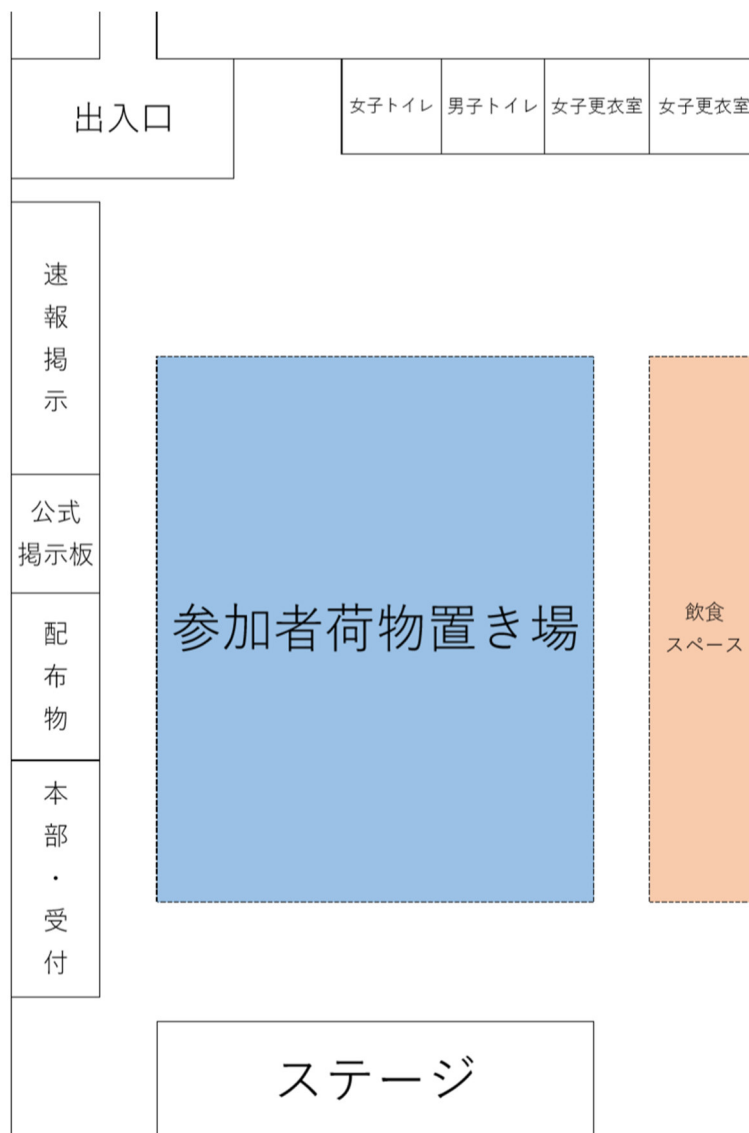 出入口
女子トイレ
男子トイレ
女子更衣室
女子更衣室
速報掲示
公式
掲示板
配布物
本部・受付
参加者荷物置き場
飲食
スペース
ステージ